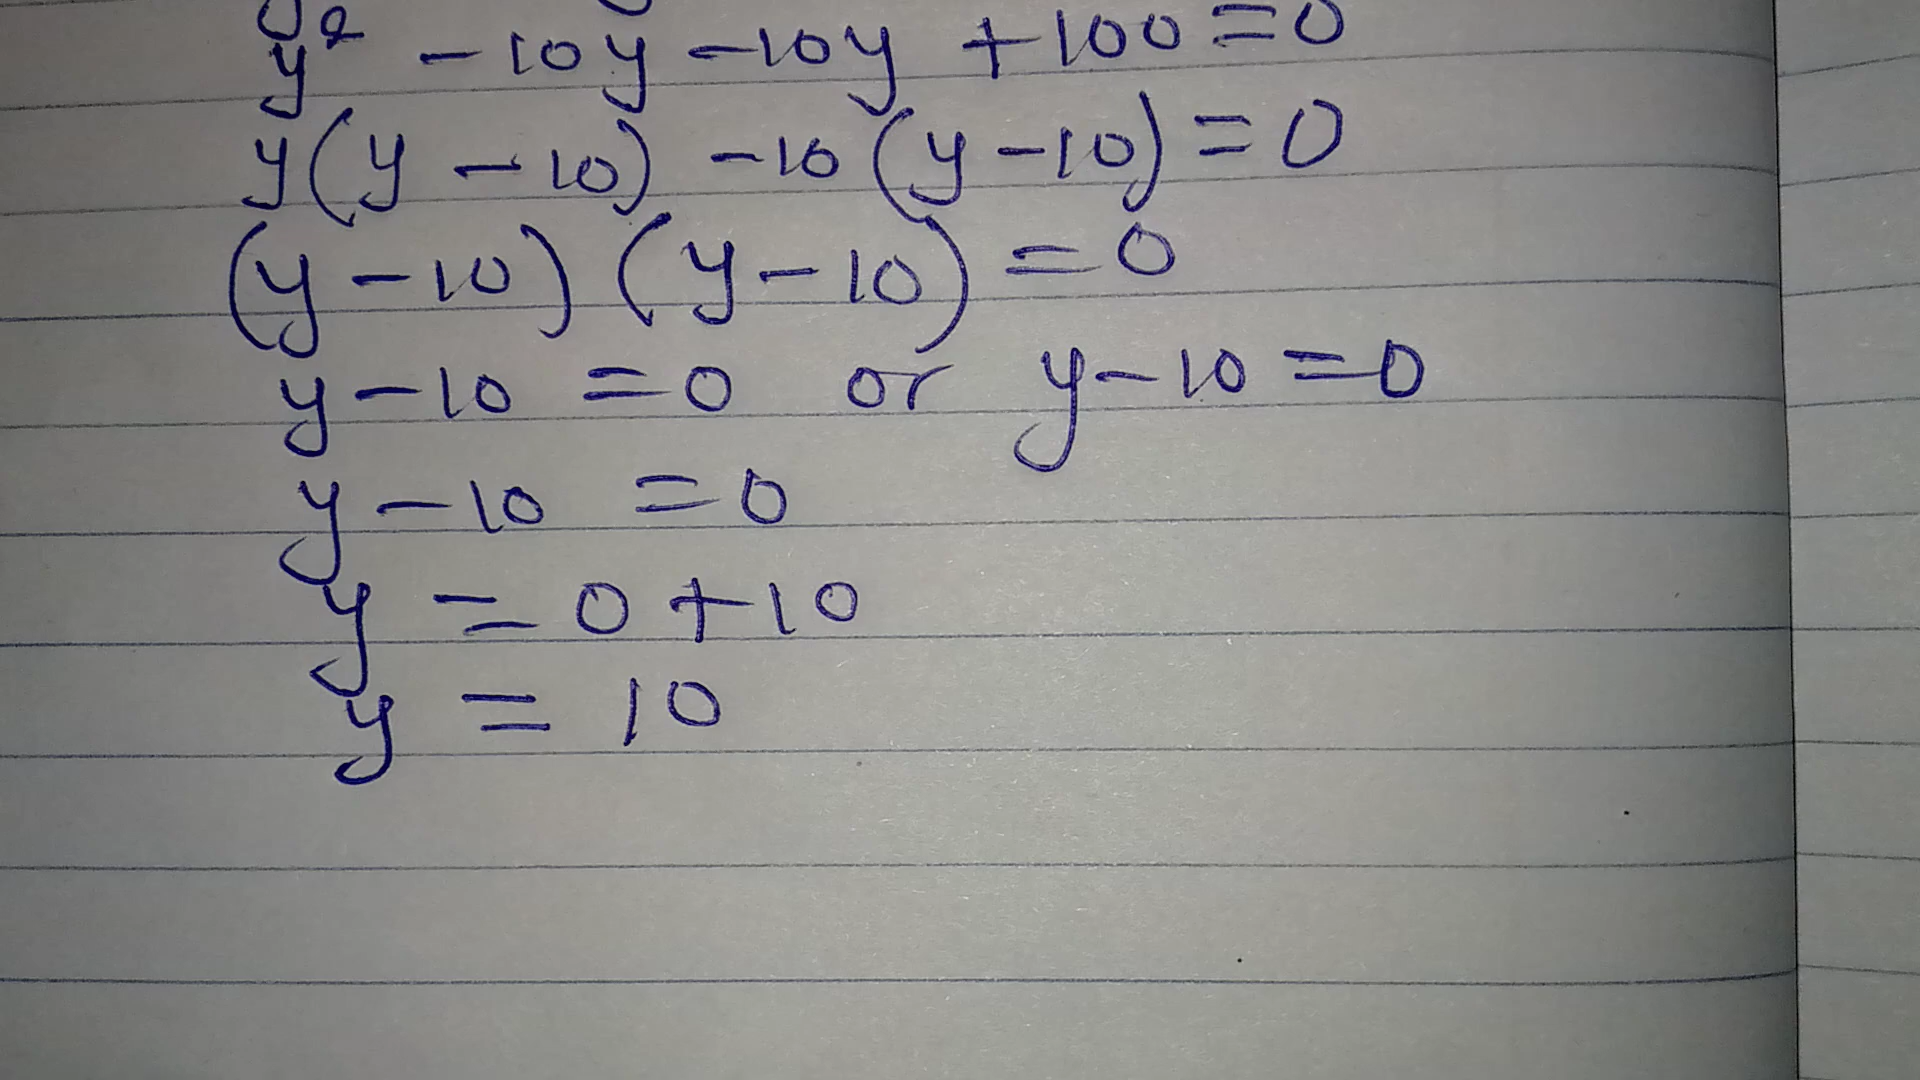 y² - 10y - 10y + 100 = 0
y(y - 10) - 10(y - 10) = 0
(y - 10)(y - 10) = 0
y - 10 = 0 or y - 10 = 0
y - 10 = 0
y = 0 + 10
y = 10